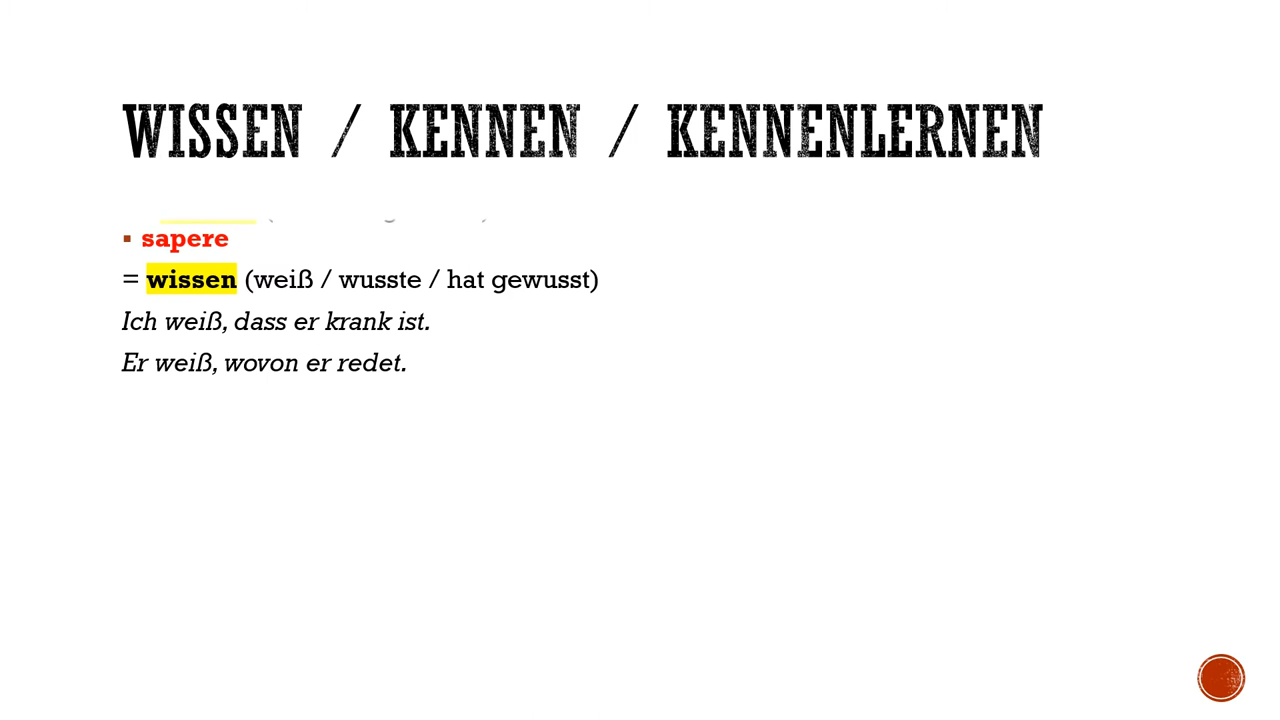 WISSEN / KENNEN / KENNENLERNEN
▪ sapere
= wissen (weiß / wusste / hat gewusst)
Ich weiß, dass er krank ist.
Er weiß, wovon er redet.